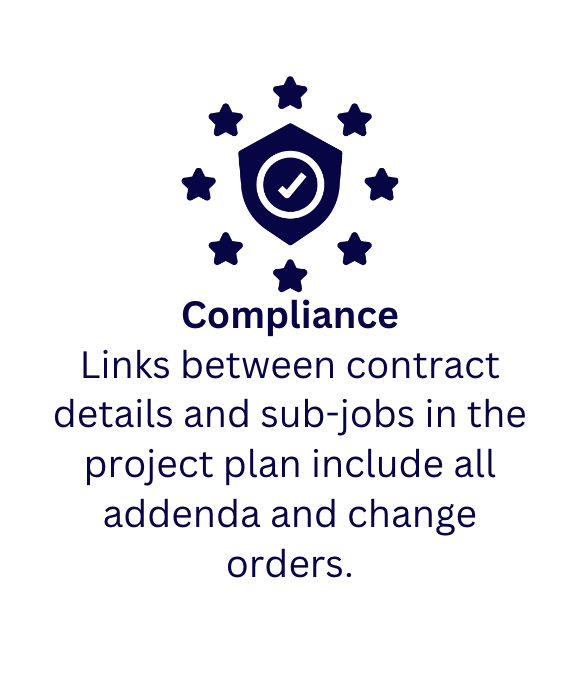 Compliance
Links between contract
details and sub-jobs in the
project plan include all
addenda and change
orders.